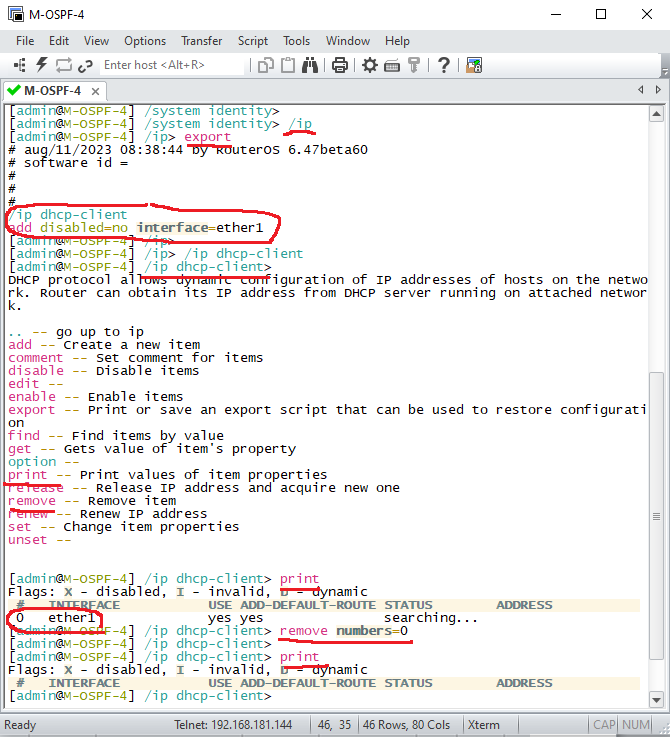 M-OSPF-4
File Edit View Options Transfer Script Tools Window Help
Enter host <Alt+R>
M-OSPF-4
[admin@M-OSPF-4] /system identity>
[admin@M-OSPF-4] /system identity> /ip
[admin@M-OSPF-4] /ip> export
# aug/11/2023 08:38:44 by RouterOS 6.47beta60
# software id =
#
#
#
/ip dhcp-client
add disabled=no interface=ether1
[admin@M-OSPF-4] /ip>
[admin@M-OSPF-4] /ip> /ip dhcp-client
[admin@M-OSPF-4] /ip dhcp-client>
DHCP protocol allows dynamic configuration of IP addresses of hosts on the netwo
rk. Router can obtain its IP address from DHCP server running on attached networ
k.
.. -- go up to ip
add -- Create a new item
comment -- Set comment for items
disable -- Disable items
edit --
enable -- Enable items
export -- Print or save an export script that can be used to restore configurati
on
find -- Find items by value
get -- Gets value of item's property
option --
print -- Print values of item properties
release -- Release IP address and acquire new one
remove -- Remove item
renew -- Renew IP address
set -- Change item properties
unset --
[admin@M-OSPF-4] /ip dhcp-client> print
Flags: X - disabled, I - invalid, D - dynamic
# INTERFACE USE ADD-DEFAULT-ROUTE STATUS ADDRESS
0 ether1 yes yes searching...
[admin@M-OSPF-4] /ip dhcp-client> remove numbers=0
[admin@M-OSPF-4] /ip dhcp-client>
[admin@M-OSPF-4] /ip dhcp-client> print
Flags: X - disabled, I - invalid, D - dynamic
# INTERFACE USE ADD-DEFAULT-ROUTE STATUS ADDRESS
[admin@M-OSPF-4] /ip dhcp-client>
Ready Telnet: 192.168.181.144 46, 35 46 Rows, 80 Cols Xterm CAP NUM